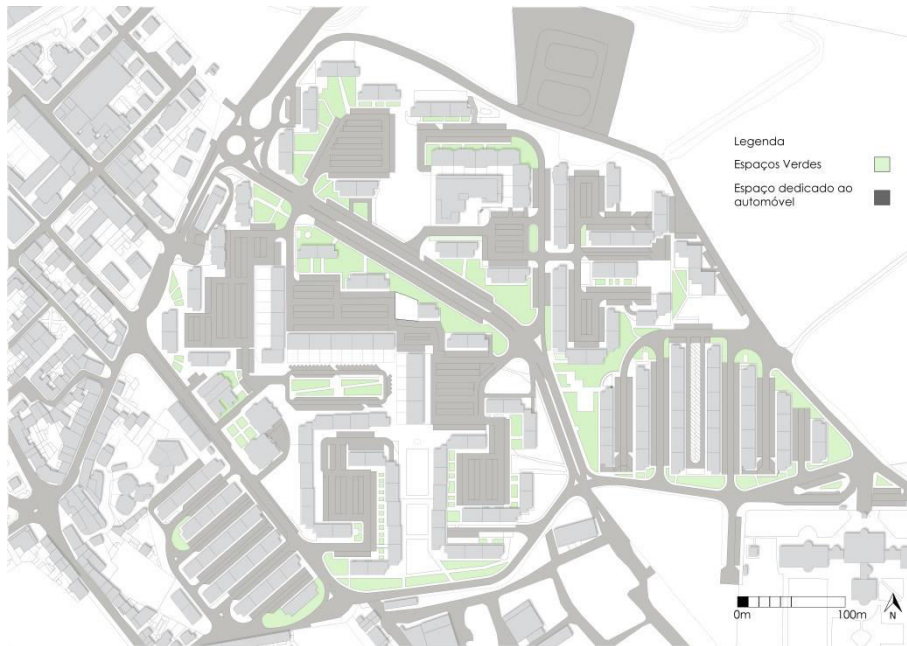 Legenda
Espaços Verdes
Espaço dedicado ao
automóvel
0m
100m
N